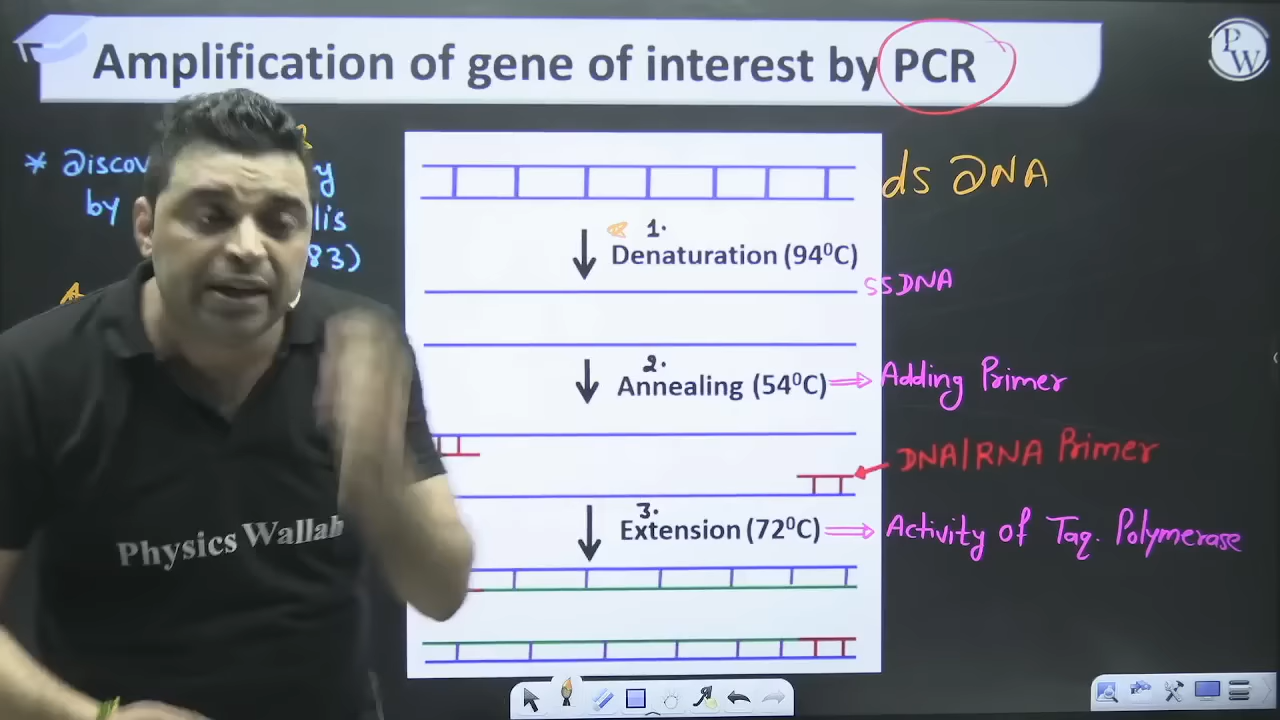 Amplification of gene of interest by PCR
PW
* Discov
by lis
83)
ds DNA
1.
Denaturation (94⁰C)
SSDNA
2.
Annealing (54⁰C) ⇒ Adding Primer
DNA/RNA Primer
3.
Extension (72⁰C) ⇒ Activity of Taq. Polymerase
Physics Wallah